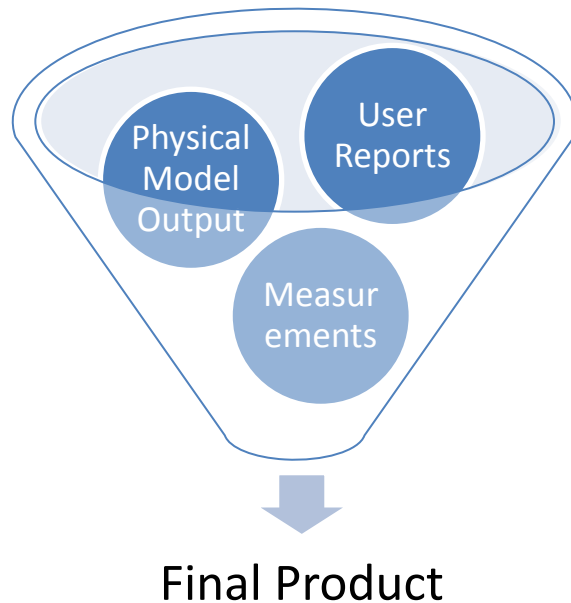 Physical
Model
Output
User
Reports
Measur
ements
Final Product